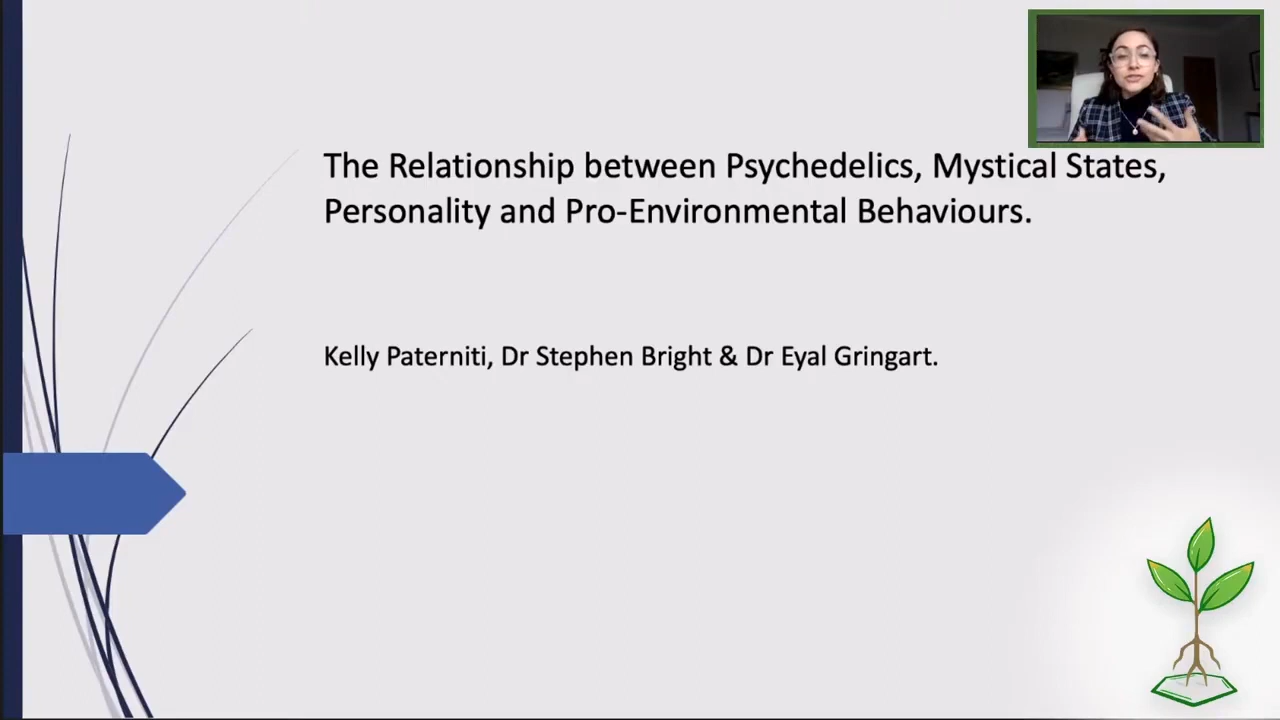 The Relationship between Psychedelics, Mystical States,
Personality and Pro-Environmental Behaviours.
Kelly Paterniti, Dr Stephen Bright & Dr Eyal Gringart.